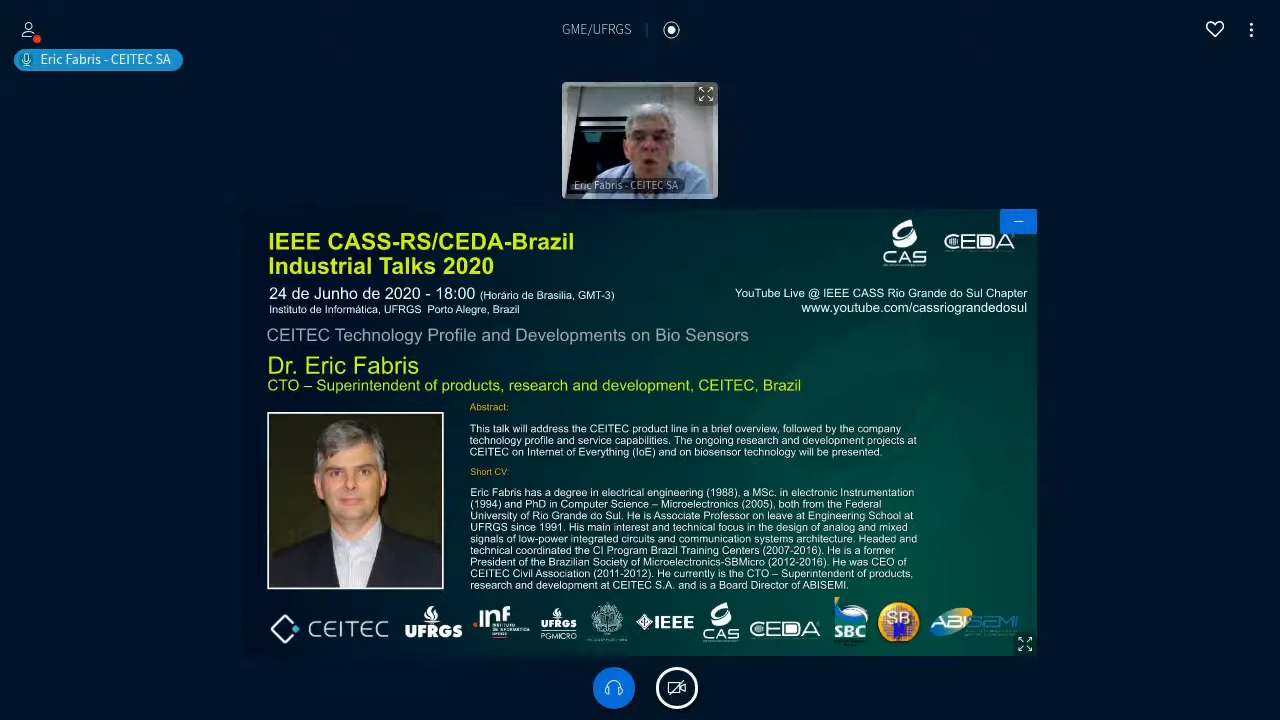 GME/UFRGS
Eric Fabris - CEITEC SA
Eric Fabris - CEITEC SA
IEEE CASS-RS/CEDA-Brazil
Industrial Talks 2020
CAS
CEDA
24 de Junho de 2020 - 18:00 (Horário de Brasilia, GMT-3)
Instituto de Informática, UFRGS Porto Alegre, Brazil
YouTube Live @ IEEE CASS Rio Grande do Sul Chapter
www.youtube.com/cassriograndedosul
CEITEC Technology Profile and Developments on Bio Sensors
Dr. Eric Fabris
CTO – Superintendent of products, research and development, CEITEC, Brazil
Abstract:
This talk will address the CEITEC product line in a brief overview, followed by the company
technology profile and service capabilities. The ongoing research and development projects at
CEITEC on Internet of Everything (IoE) and on biosensor technology will be presented.
Short CV:
Eric Fabris has a degree in electrical engineering (1988), a MSc. in electronic Instrumentation
(1994) and PhD in Computer Science – Microelectronics (2005), both from the Federal
University of Rio Grande do Sul. He is Associate Professor on leave at Engineering School at
UFRGS since 1991. His main interest and technical focus in the design of analog and mixed
signals of low-power integrated circuits and communication systems architecture. Headed and
technical coordinated the CI Program Brazil Training Centers (2007-2016). He is a former
President of the Brazilian Society of Microelectronics-SBMicro (2012-2016). He was CEO of
CEITEC Civil Association (2011-2012). He currently is the CTO – Superintendent of products,
research and development at CEITEC S.A. and is a Board Director of ABISEMI.
CEITEC
UFRGS
inf
INSTITUTO
DE INFORMÁTICA
UFRGS
UFRGS
PGMICRO
IEEE
CAS
CEDA
SBC
SB
ABISEMI